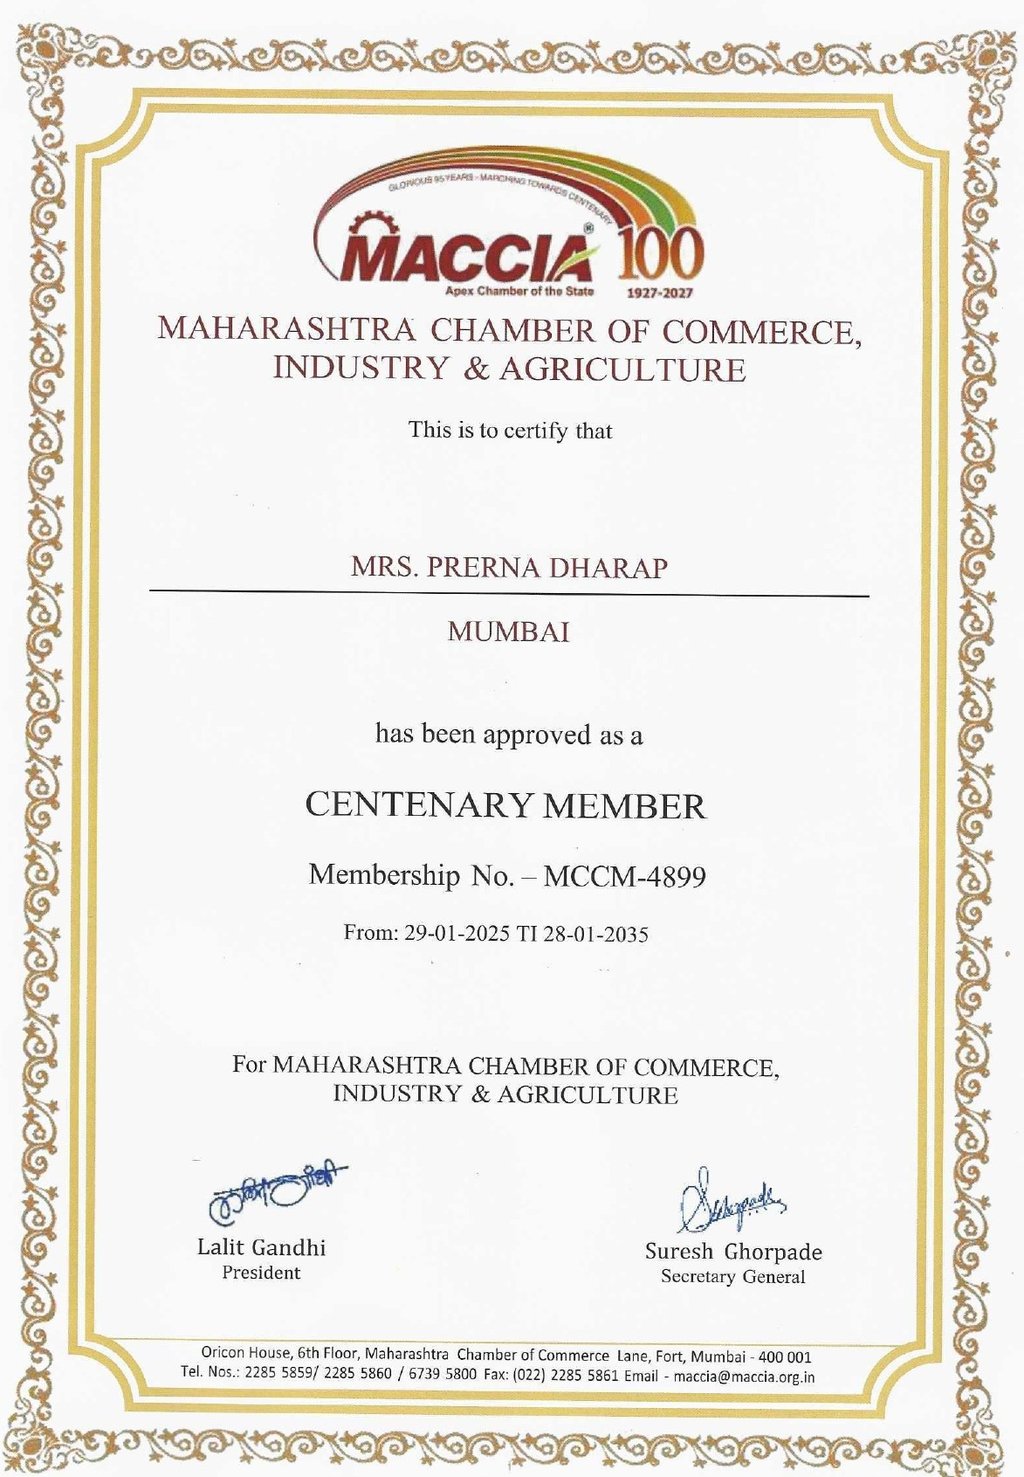 GLORIOUS 95 YEARS - MARCHING TOWARDS CENTENARY
MACCIA® 100
Apex Chamber of the State 1927-2027
MAHARASHTRA CHAMBER OF COMMERCE,
INDUSTRY & AGRICULTURE
This is to certify that
MRS. PRERNA DHARAP
MUMBAI
has been approved as a
CENTENARY MEMBER
Membership No. – MCCM-4899
From: 29-01-2025 TI 28-01-2035
For MAHARASHTRA CHAMBER OF COMMERCE,
INDUSTRY & AGRICULTURE
ललित गांधी
SGhorpade
Lalit Gandhi
Suresh Ghorpade
President
Secretary General
Oricon House, 6th Floor, Maharashtra Chamber of Commerce Lane, Fort, Mumbai - 400 001
Tel. Nos.: 2285 5859/ 2285 5860 / 6739 5800 Fax: (022) 2285 5861 Email - maccia@maccia.org.in